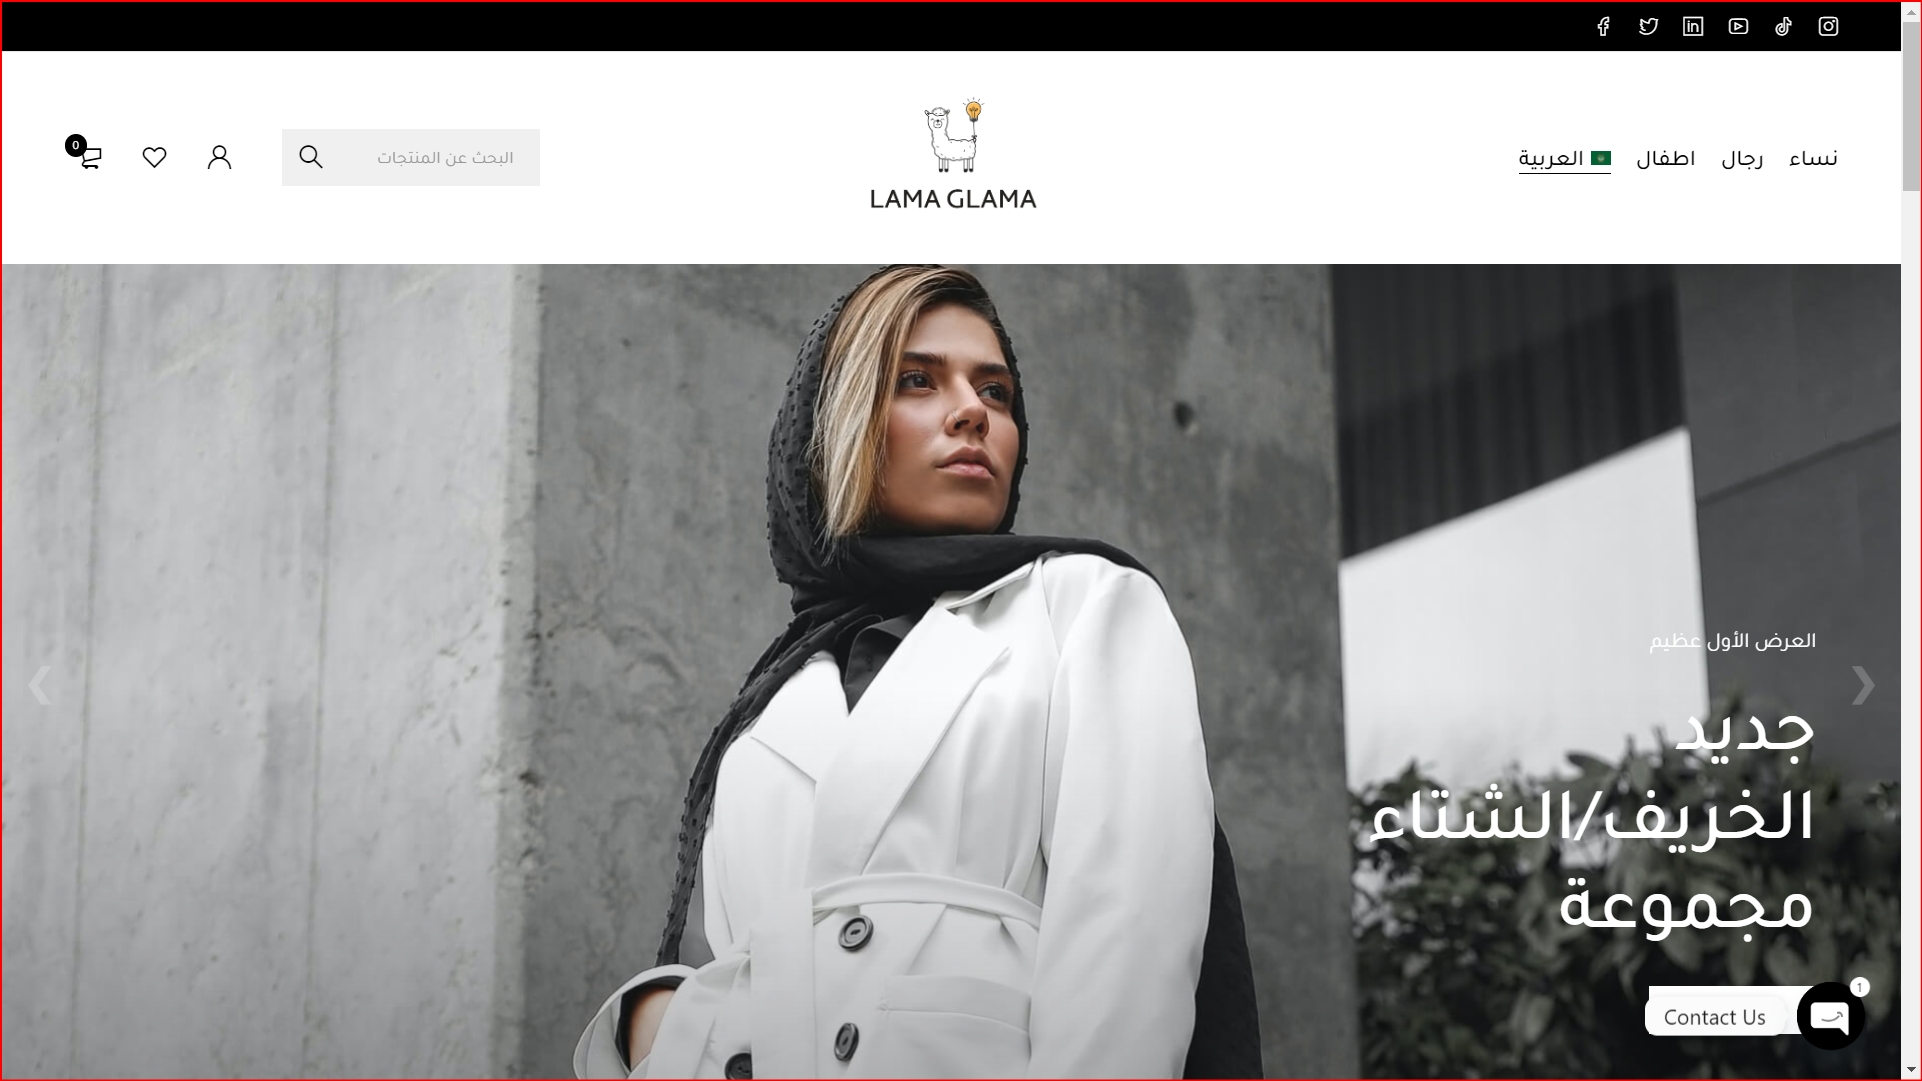 نساء
رجال
اطفال
العربية
LAMA GLAMA
البحث عن المنتجات
0
العرض الأول عظيم
جديد
الخريف/الشتاء
مجموعة
Contact Us
1